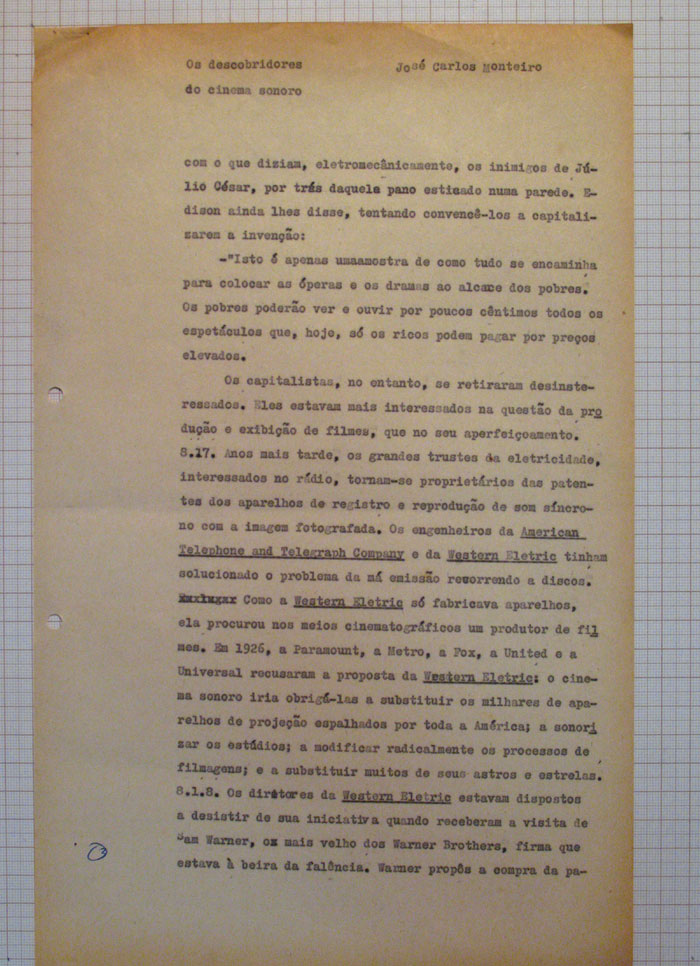 Os descobridores José Carlos Monteiro
do cinema sonoro
com o que diziam, eletromecânicamente, os inimigos de Jú-
lio César, por trás daquele pano esticado numa parede. E-
dison ainda lhes disse, tentando convencê-los a capitali-
zarem a invenção:
-"Isto é apenas umaamostra de como tudo se encaminha
para colocar as óperas e os dramas ao alcance dos pobres.
Os pobres poderão ver e ouvir por poucos cêntimos todos os
espetáculos que, hoje, só os ricos podem pagar por preços
elevados.
Os capitalistas, no entanto, se retiraram desinste-
ressados. Eles estavam mais interessados na questão da pro
dução e exibição de filmes, que no seu aperfeiçoamento.
8.17. Anos mais tarde, os grandes trustes da eletricidade,
interessados no rádio, tornam-se proprietários das paten-
tes dos aparelhos de registro e reprodução de som síncro-
no com a imagem fotografada. Os engenheiros da American
Telephone and Telegraph Company e da Western Eletric tinham
solucionado o problema da má emissão recorrendo a discos.
Como a Western Eletric só fabricava aparelhos,
ela procurou nos meios cinematográficos um produtor de fil
mes. Em 1926, a Paramount, a Metro, a Fox, a United e a
Universal recusaram a proposta da Western Eletric: o cine-
ma sonoro iria obrigá-las a substituir os milhares de apa-
relhos de projeção espalhados por toda a América; a sonori
zar os estúdios; a modificar radicalmente os processos de
filmagens; e a substituir muitos de seus astros e estrelas.
8.1.8. Os diretores da Western Eletric estavam dispostos
a desistir de sua iniciativa quando receberam a visita de
Sam Warner, ox mais velho dos Warner Brothers, firma que
estava à beira da falência. Warner propôs a compra da pa-
3